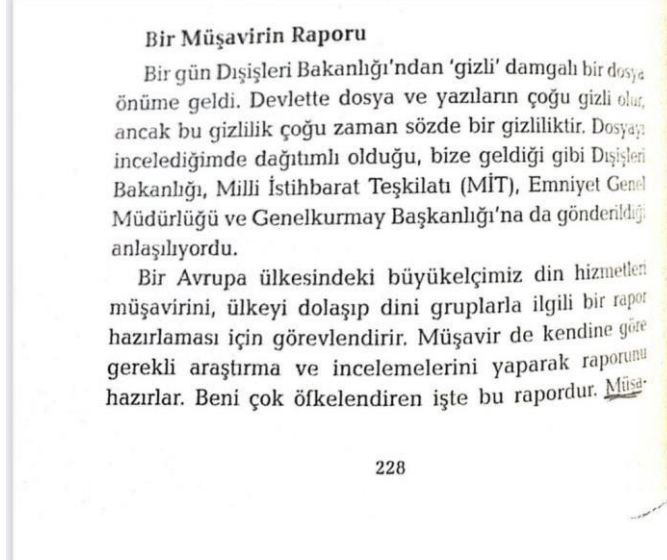 Bir Müşavirin Raporu
Bir gün Dışişleri Bakanlığı'ndan 'gizli' damgalı bir dosya
önüme geldi. Devlette dosya ve yazıların çoğu gizli olur,
ancak bu gizlilik çoğu zaman sözde bir gizliliktir. Dosyayı
incelediğimde dağıtımlı olduğu, bize geldiği gibi Dışişleri
Bakanlığı, Milli İstihbarat Teşkilatı (MİT), Emniyet Genel
Müdürlüğü ve Genelkurmay Başkanlığı'na da gönderildiği
anlaşılıyordu.
Bir Avrupa ülkesindeki büyükelçimiz din hizmetleri
müşavirini, ülkeyi dolaşıp dini gruplarla ilgili bir rapor
hazırlaması için görevlendirir. Müşavir de kendine göre
gerekli araştırma ve incelemelerini yaparak raporunu
hazırlar. Beni çok öfkelendiren işte bu rapordur. Müşa-
228